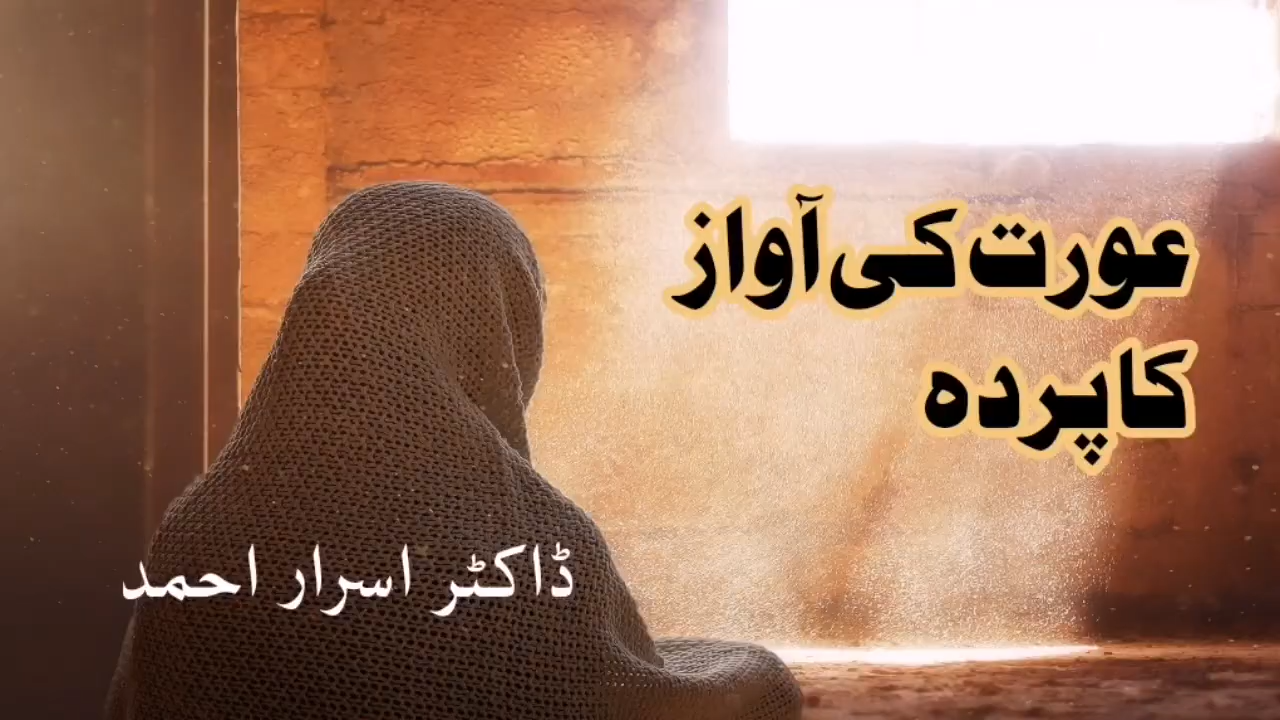 عورت کی آواز
کا پردہ
ڈاکٹر اسرار احمد